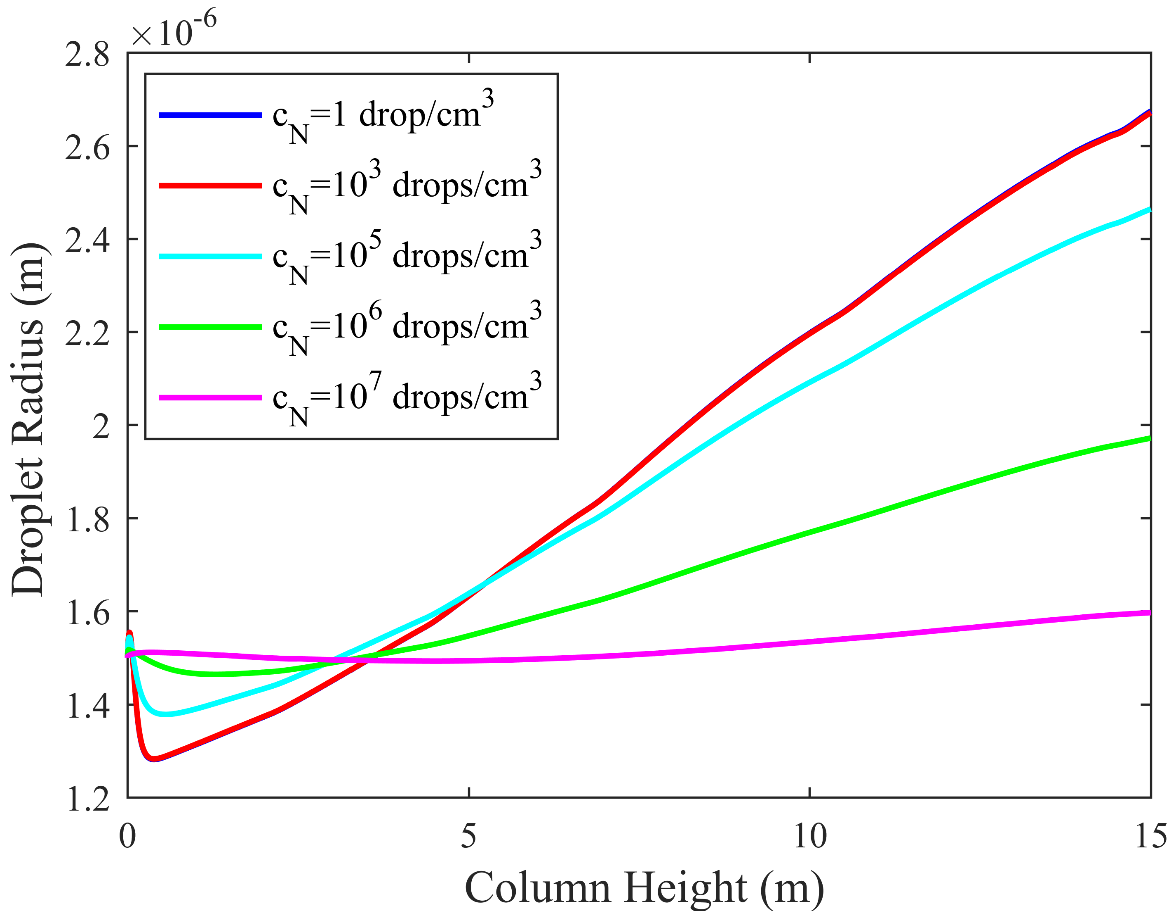 ×10⁻⁶
2.8
2.6
2.4
2.2
2
1.8
1.6
1.4
1.2
Droplet Radius (m)
c_N=1 drop/cm³
c_N=10³ drops/cm³
c_N=10⁵ drops/cm³
c_N=10⁶ drops/cm³
c_N=10⁷ drops/cm³
0 5 10 15
Column Height (m)